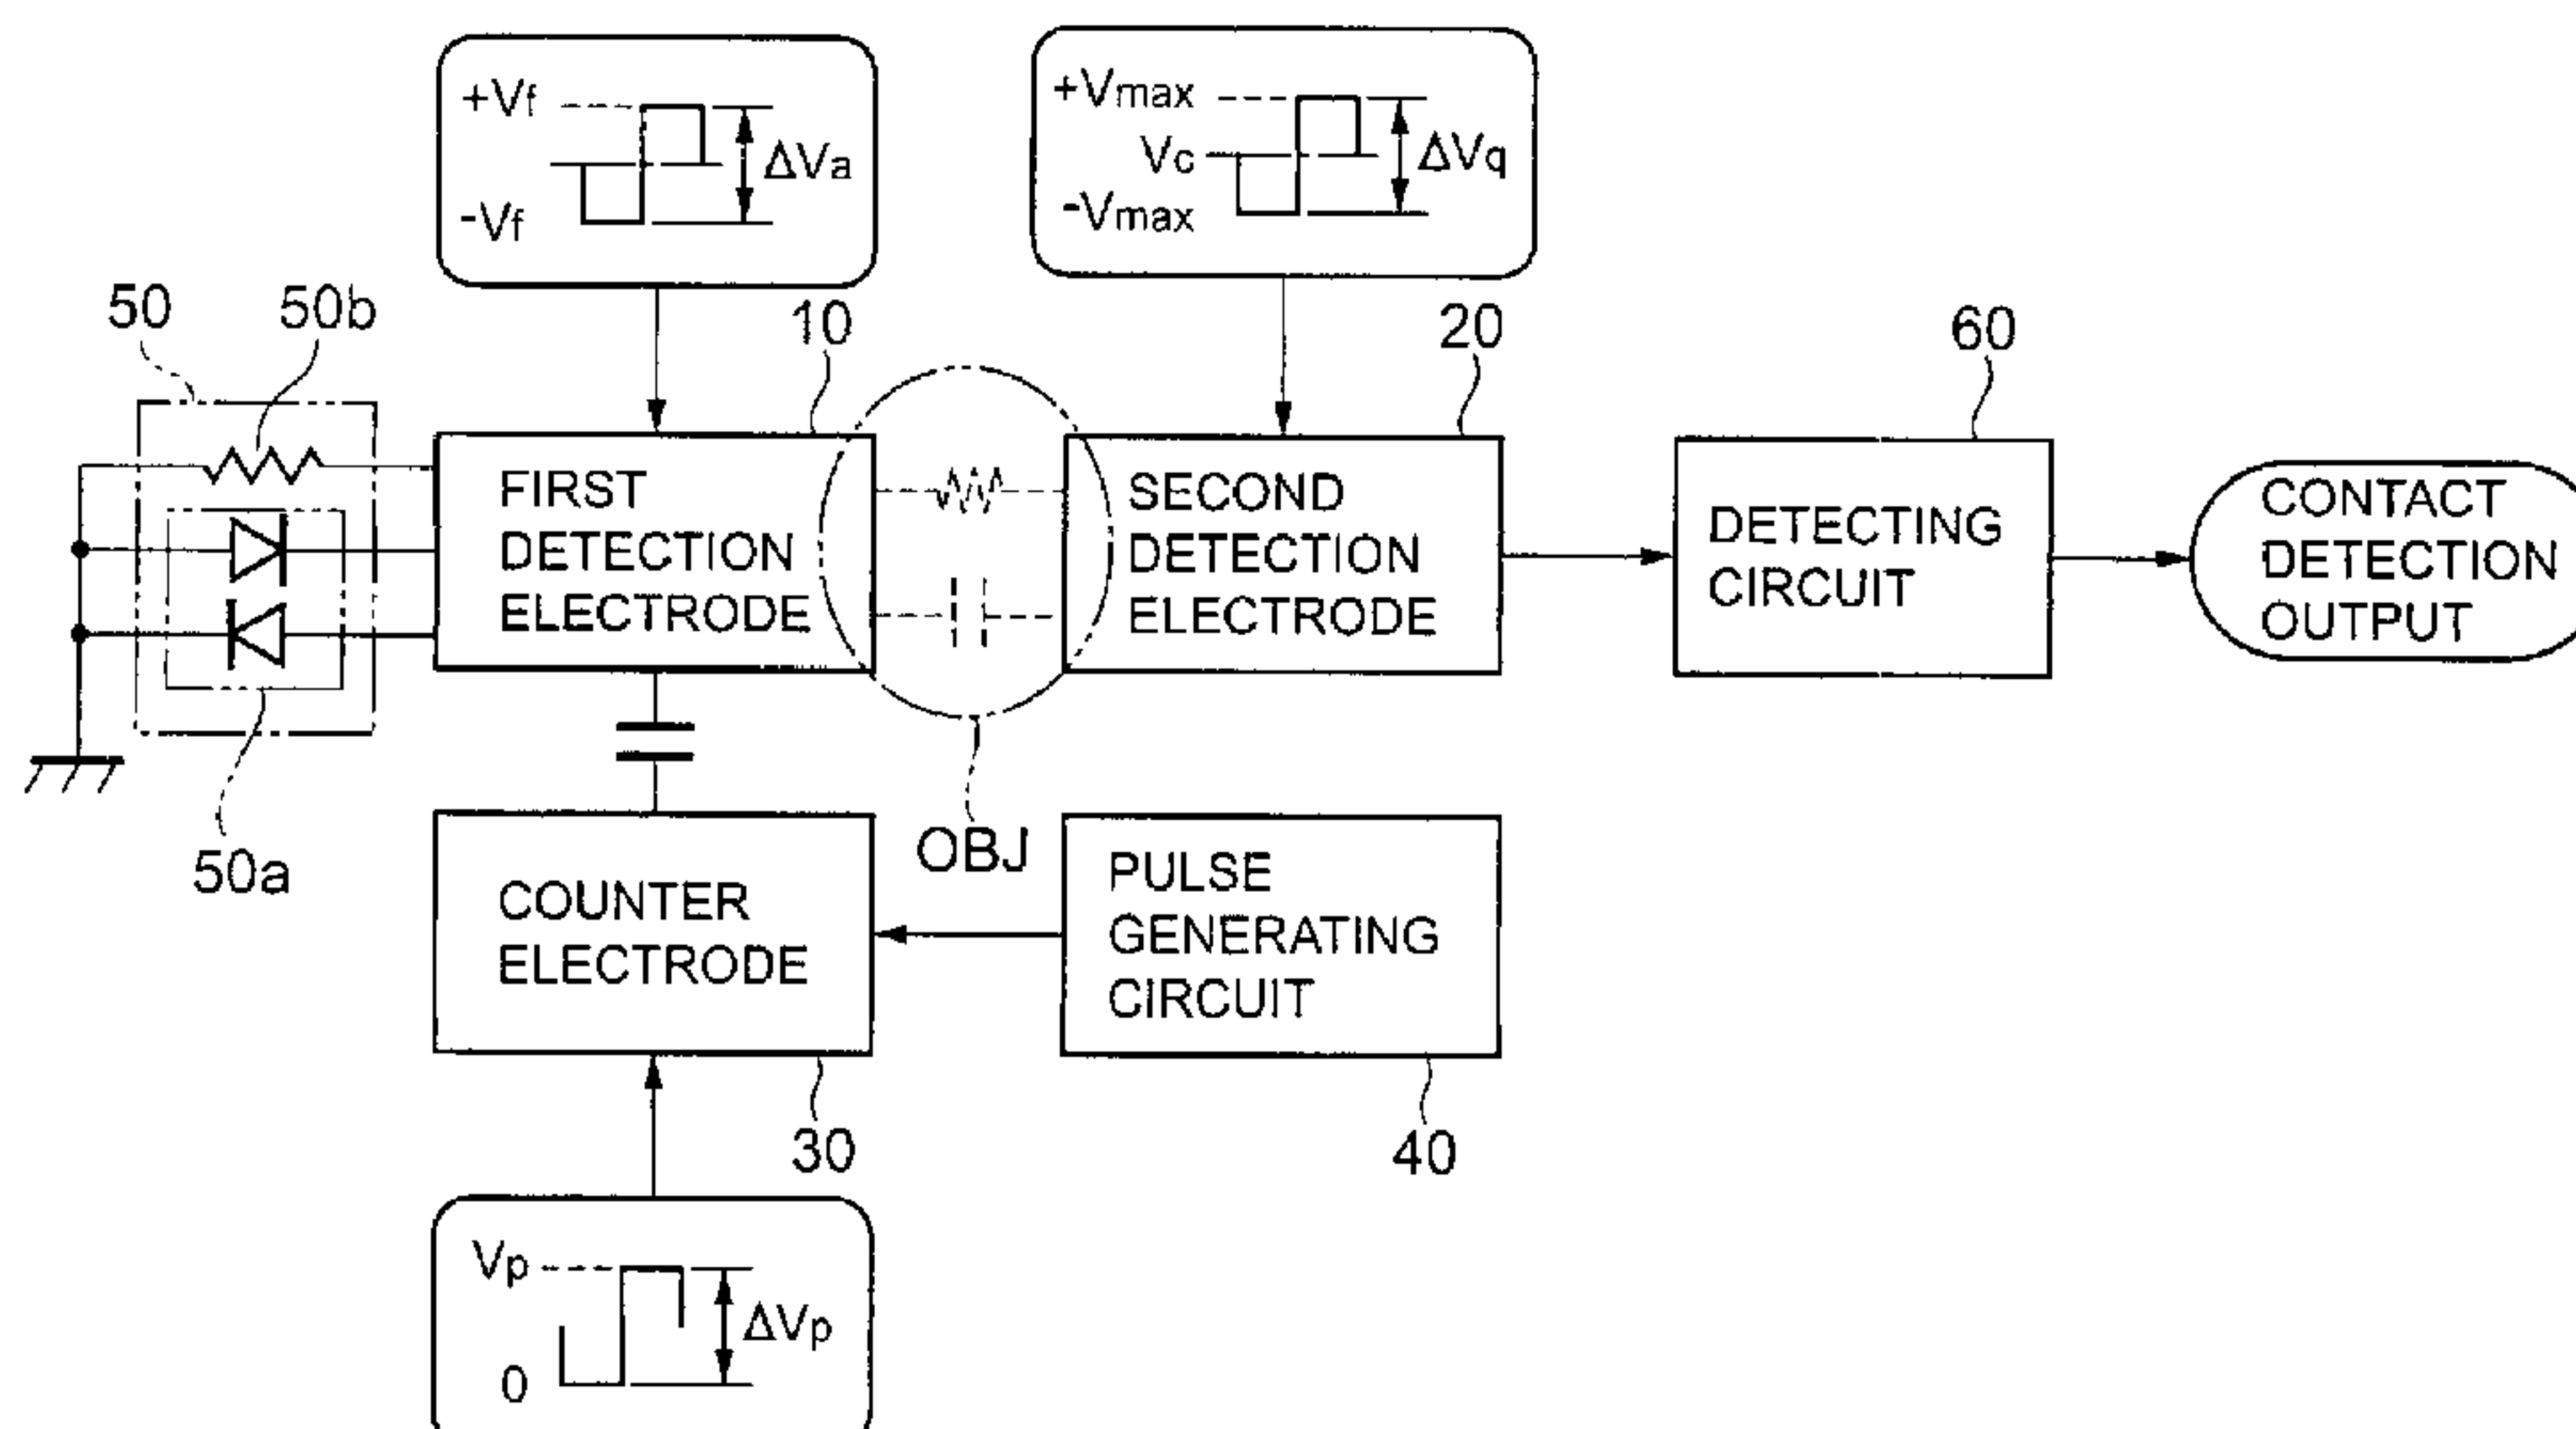 +Vf
ΔVa
-Vf
+Vmax
Vc
ΔVq
-Vmax
50
50b
10
20
60
FIRST
DETECTION
ELECTRODE
SECOND
DETECTION
ELECTRODE
DETECTING
CIRCUIT
CONTACT
DETECTION
OUTPUT
50a
OBJ
COUNTER
ELECTRODE
PULSE
GENERATING
CIRCUIT
30
40
Vp
ΔVp
0